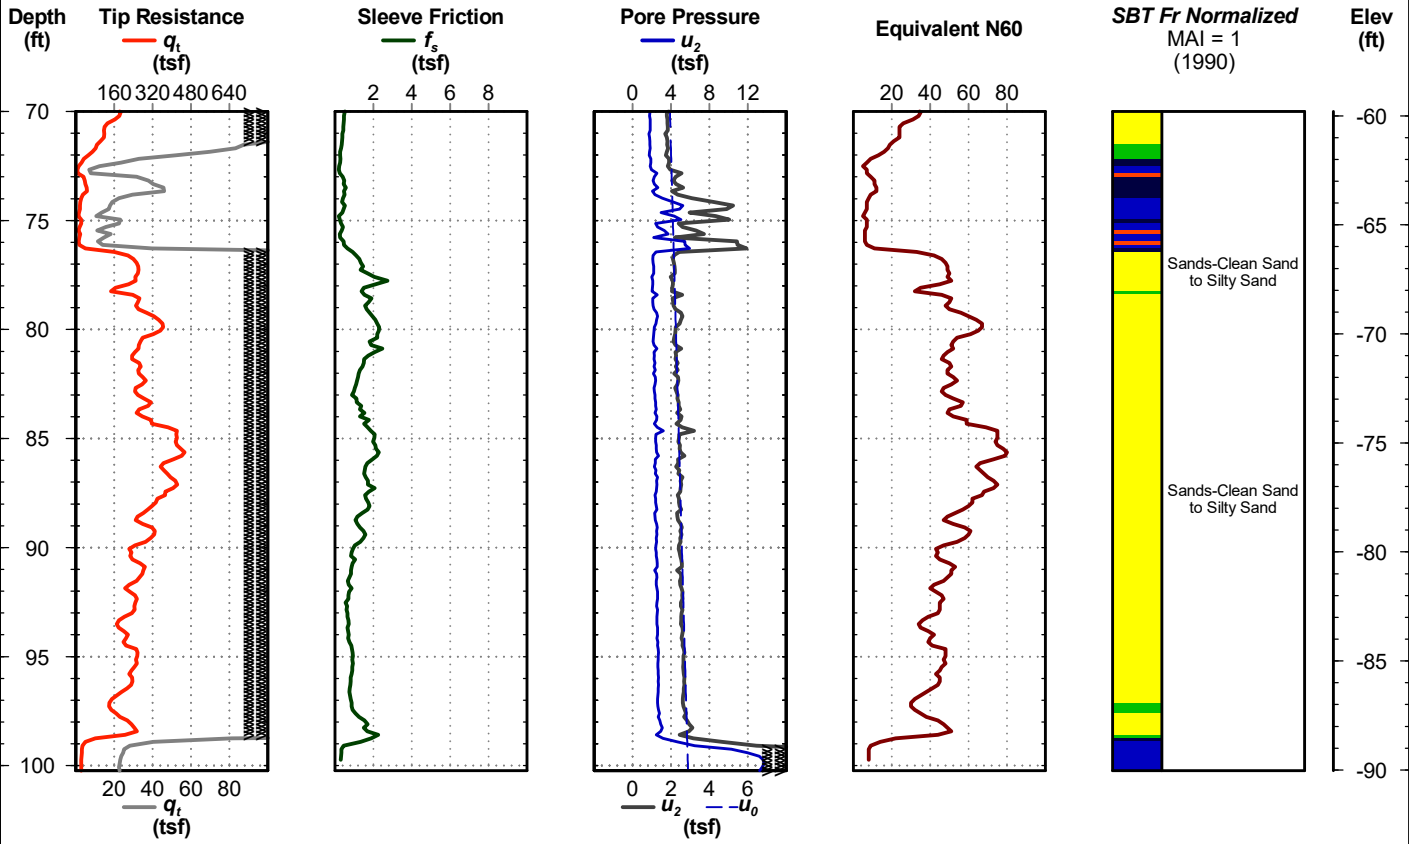 Depth
(ft)
Tip Resistance
qt
(tsf)
160 320 480 640
Sleeve Friction
fs
(tsf)
2 4 6 8
Pore Pressure
u2
(tsf)
0 4 8 12
Equivalent N60
20 40 60 80
SBT Fr Normalized
MAI = 1
(1990)
Elev
(ft)
70
75
80
85
90
95
100
Sands-Clean Sand
to Silty Sand
Sands-Clean Sand
to Silty Sand
-60
-65
-70
-75
-80
-85
-90
20 40 60 80
qt
(tsf)
0 2 4 6
u2 u0
(tsf)